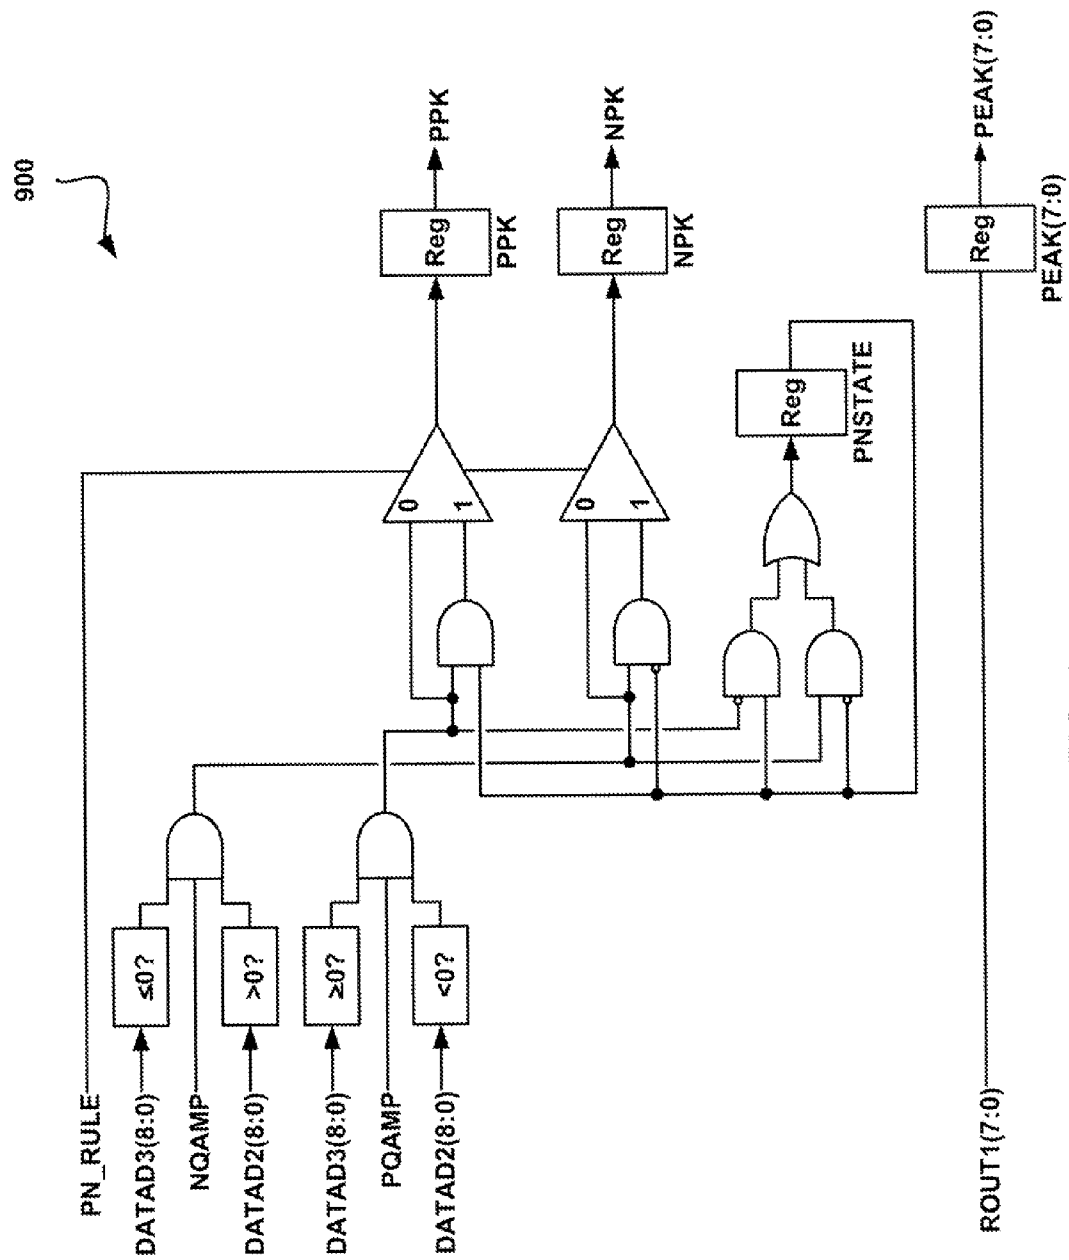 900
PN_RULE
DATAD3(8:0)
≤0?
NQAMP
DATAD2(8:0)
>0?
DATAD3(8:0)
≥0?
PQAMP
DATAD2(8:0)
<0?
0
1
Reg
PPK
PPK
0
1
Reg
NPK
NPK
Reg
PNSTATE
ROUT1(7:0)
Reg
PEAK(7:0)
PEAK(7:0)